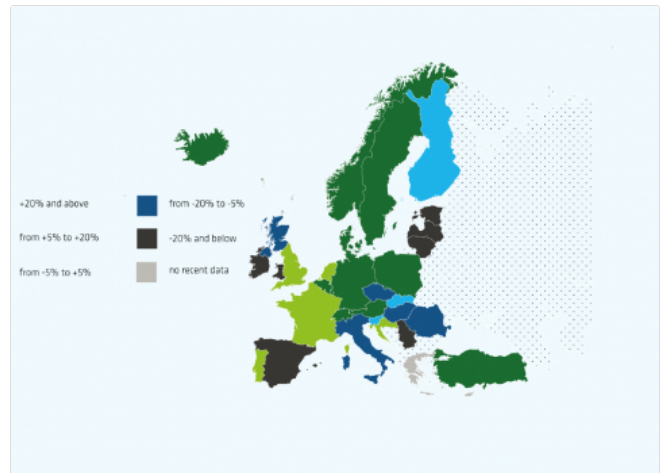 +20% and above
from +5% to +20%
from -5% to +5%
from -20% to -5%
-20% and below
no recent data